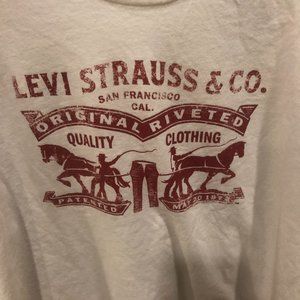 LEVI STRAUSS & CO.
SAN FRANCISCO
CAL.
ORIGINAL RIVETED
QUALITY CLOTHING
PATENTED MAY 20 1873